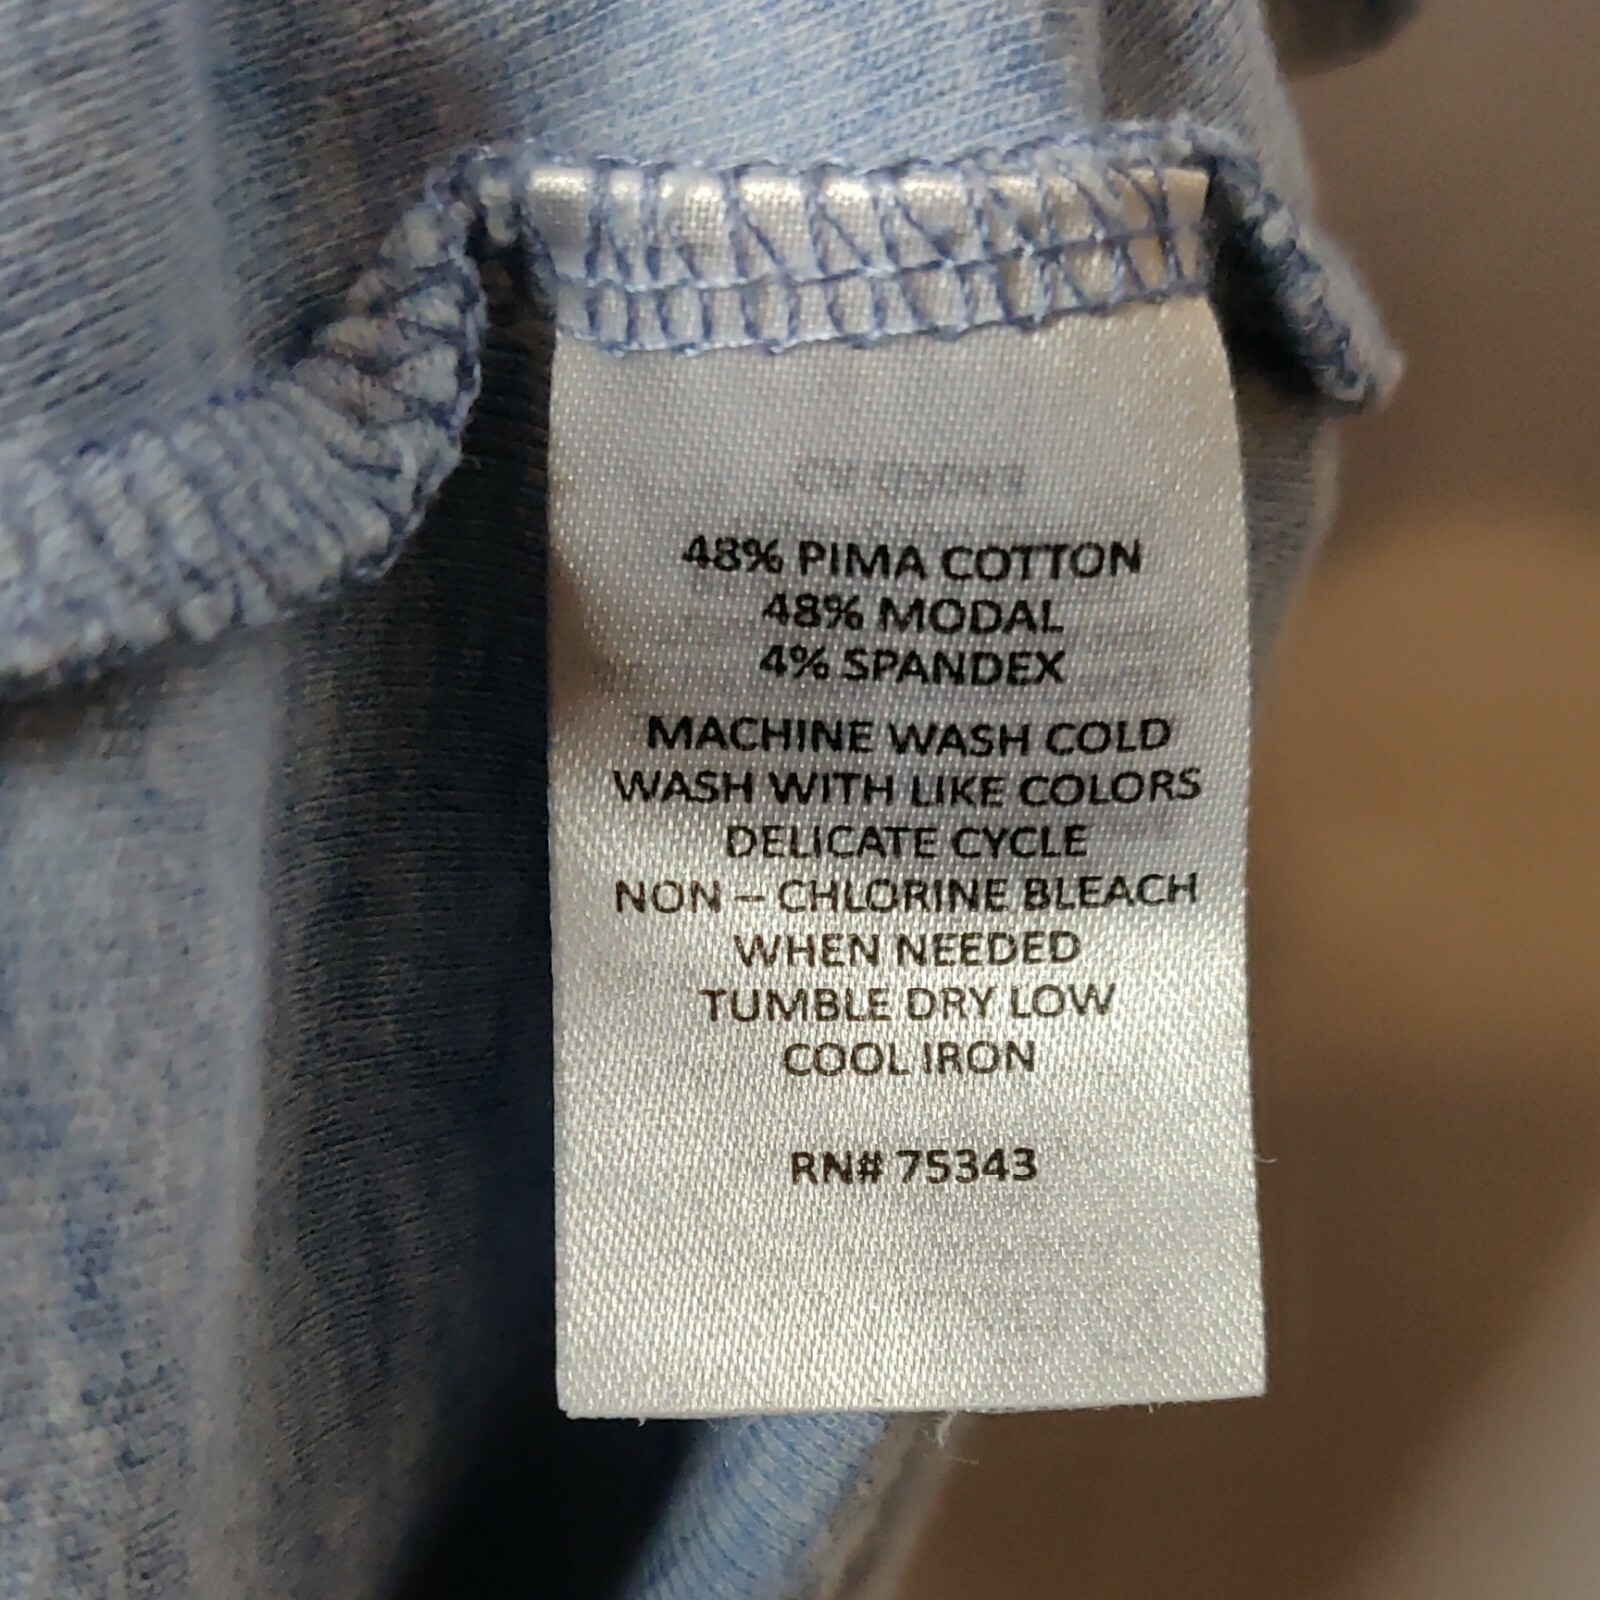 48% PIMA COTTON
48% MODAL
4% SPANDEX
MACHINE WASH COLD
WASH WITH LIKE COLORS
DELICATE CYCLE
NON – CHLORINE BLEACH
WHEN NEEDED
TUMBLE DRY LOW
COOL IRON
RN# 75343